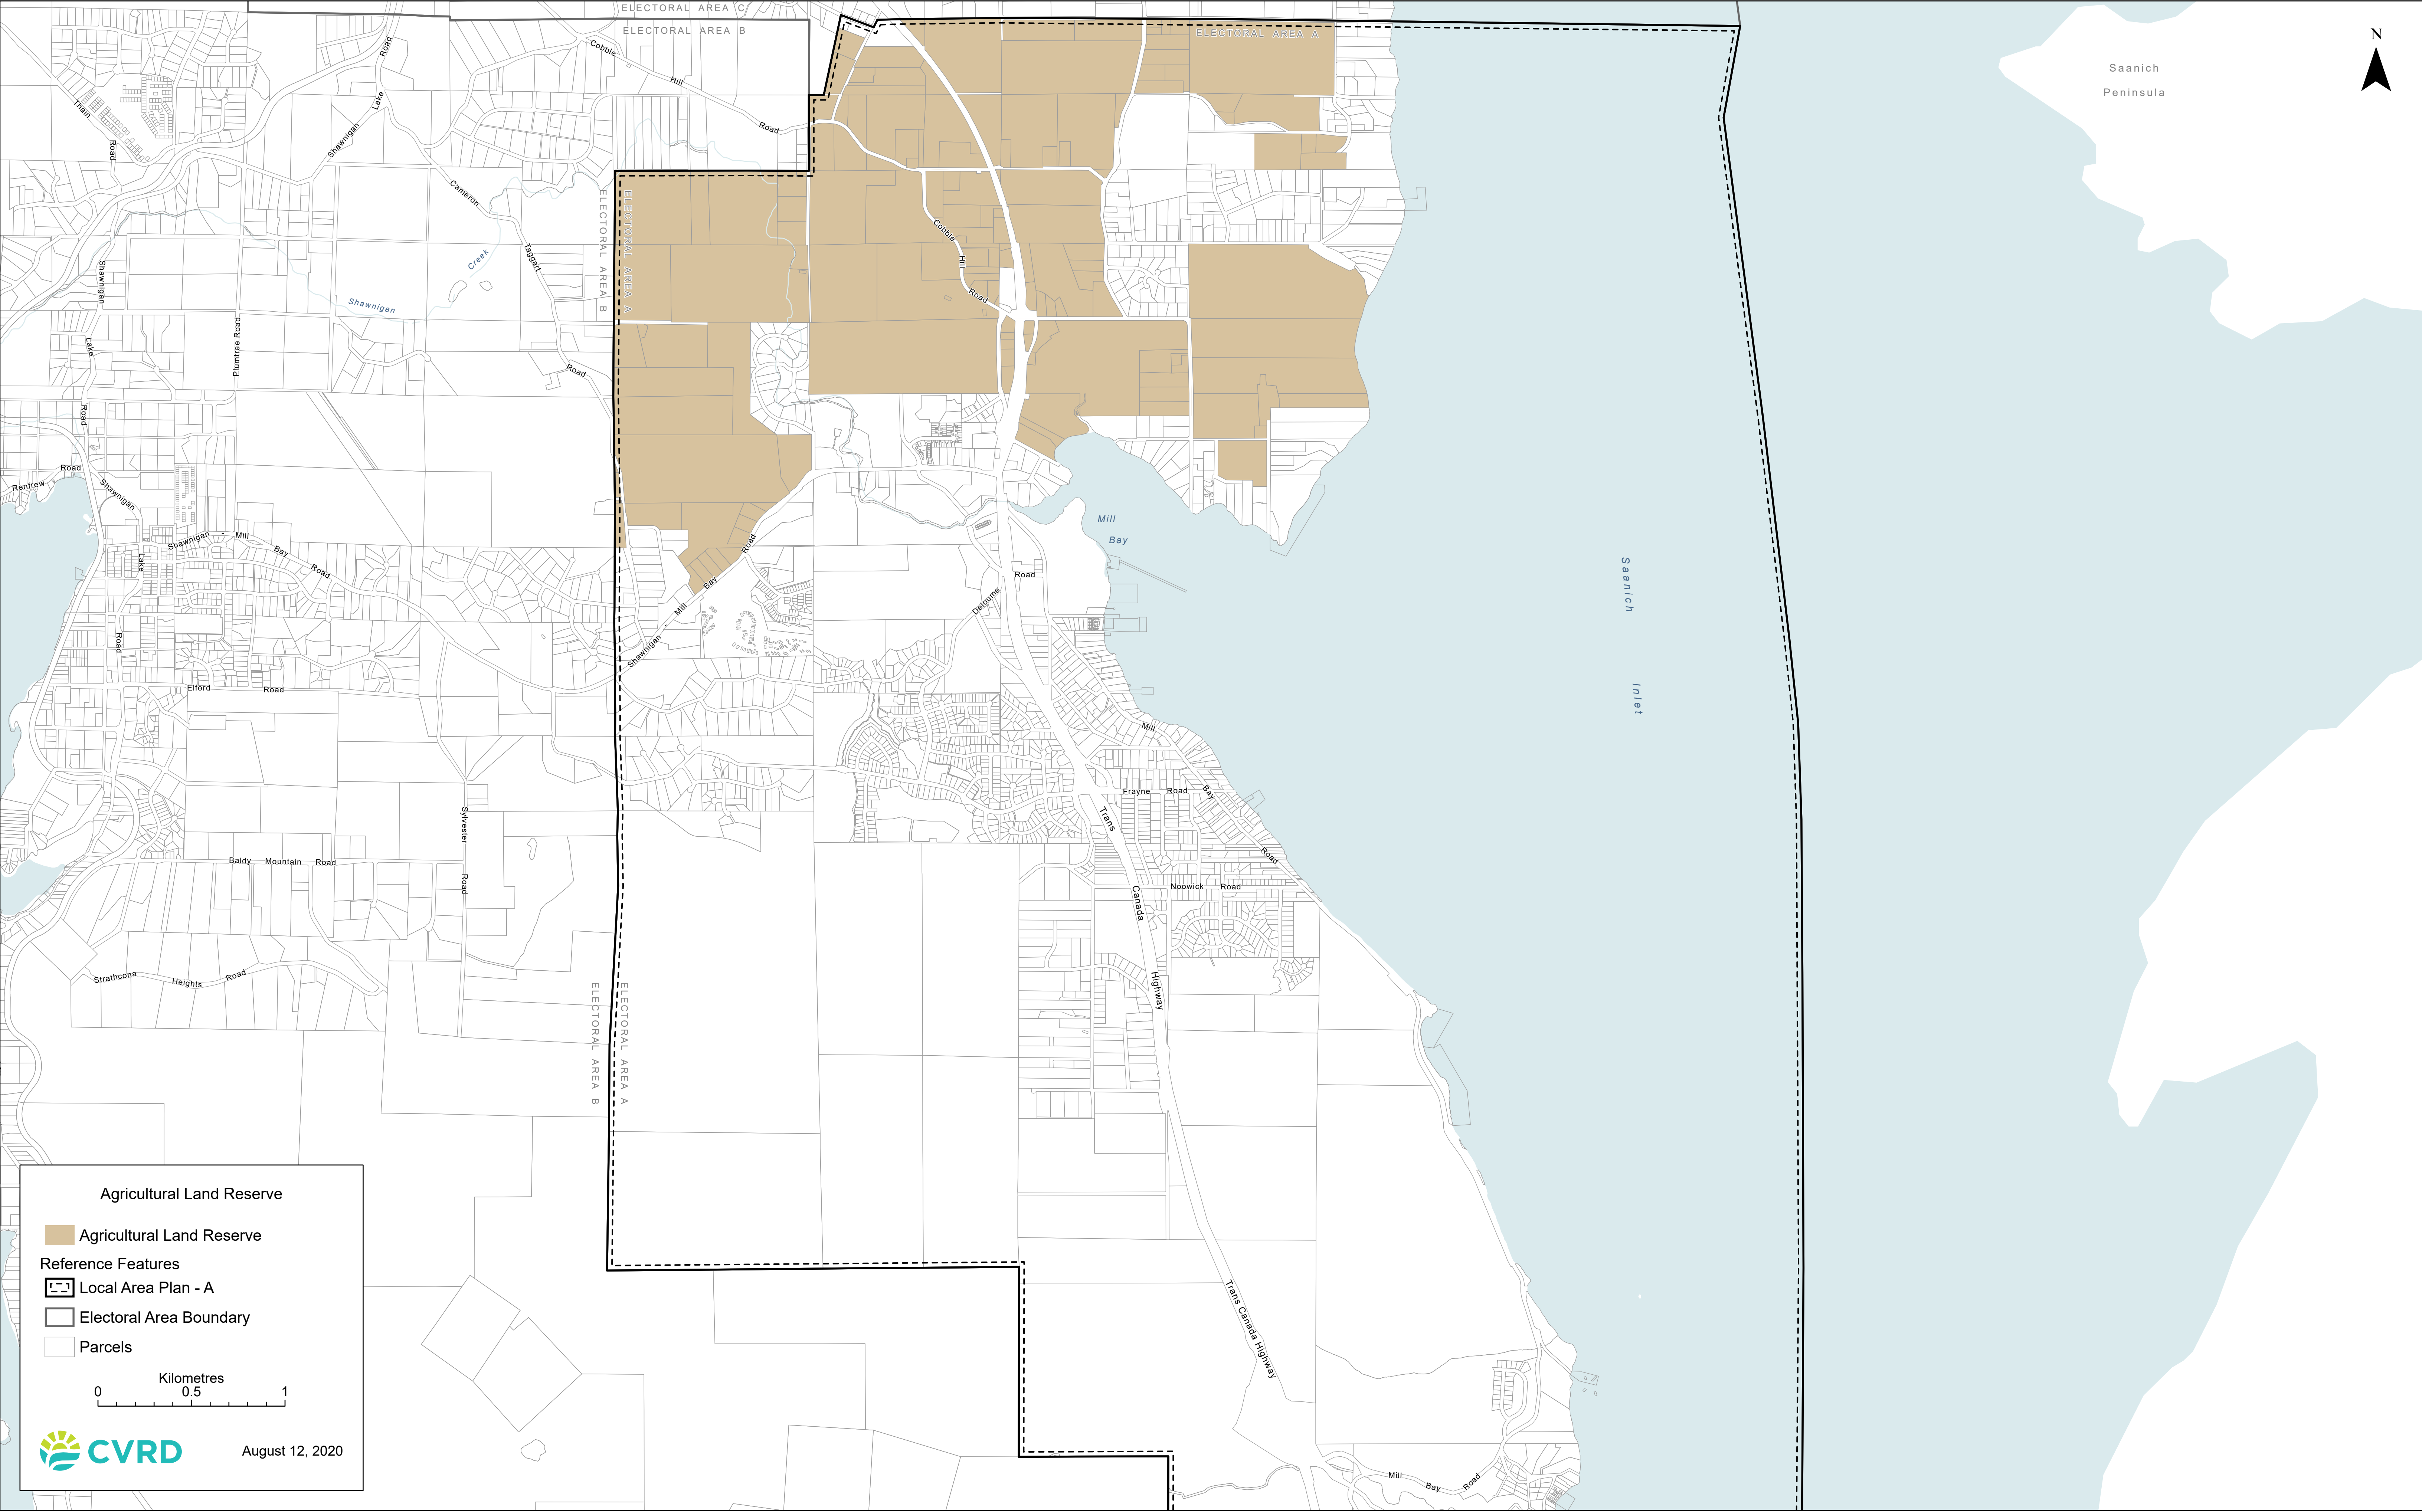 ELECTORAL AREA C
ELECTORAL AREA B
ELECTORAL AREA A
N
Saanich
Peninsula
Cobble
Hill
Road
Road
Lake
Shawnigan
Thain
Road
Cameron
Taggart
Road
Creek
Shawnigan
ELECTORAL AREA B
ELECTORAL AREA A
Cobble
Hill
Road
Shawnigan
Lake
Road
Plumtree Road
Road
Renfrew
Shawnigan
Lake
Road
Shawnigan
Mill
Bay
Road
Elford
Road
Mill
Bay
Saanich
Inlet
Road
Bay
Mill
Shawnigan
Road
Deloume
Mill
Bay
Road
Frayne
Road
Trans
Canada
Highway
Noowick
Road
Sylvester
Road
Baldy
Mountain
Road
Strathcona
Heights
Road
ELECTORAL AREA B
ELECTORAL AREA A
Trans Canada Highway
Mill
Bay
Road
Agricultural Land Reserve
Agricultural Land Reserve
Reference Features
Local Area Plan - A
Electoral Area Boundary
Parcels
Kilometres
0
0.5
1
CVRD
August 12, 2020